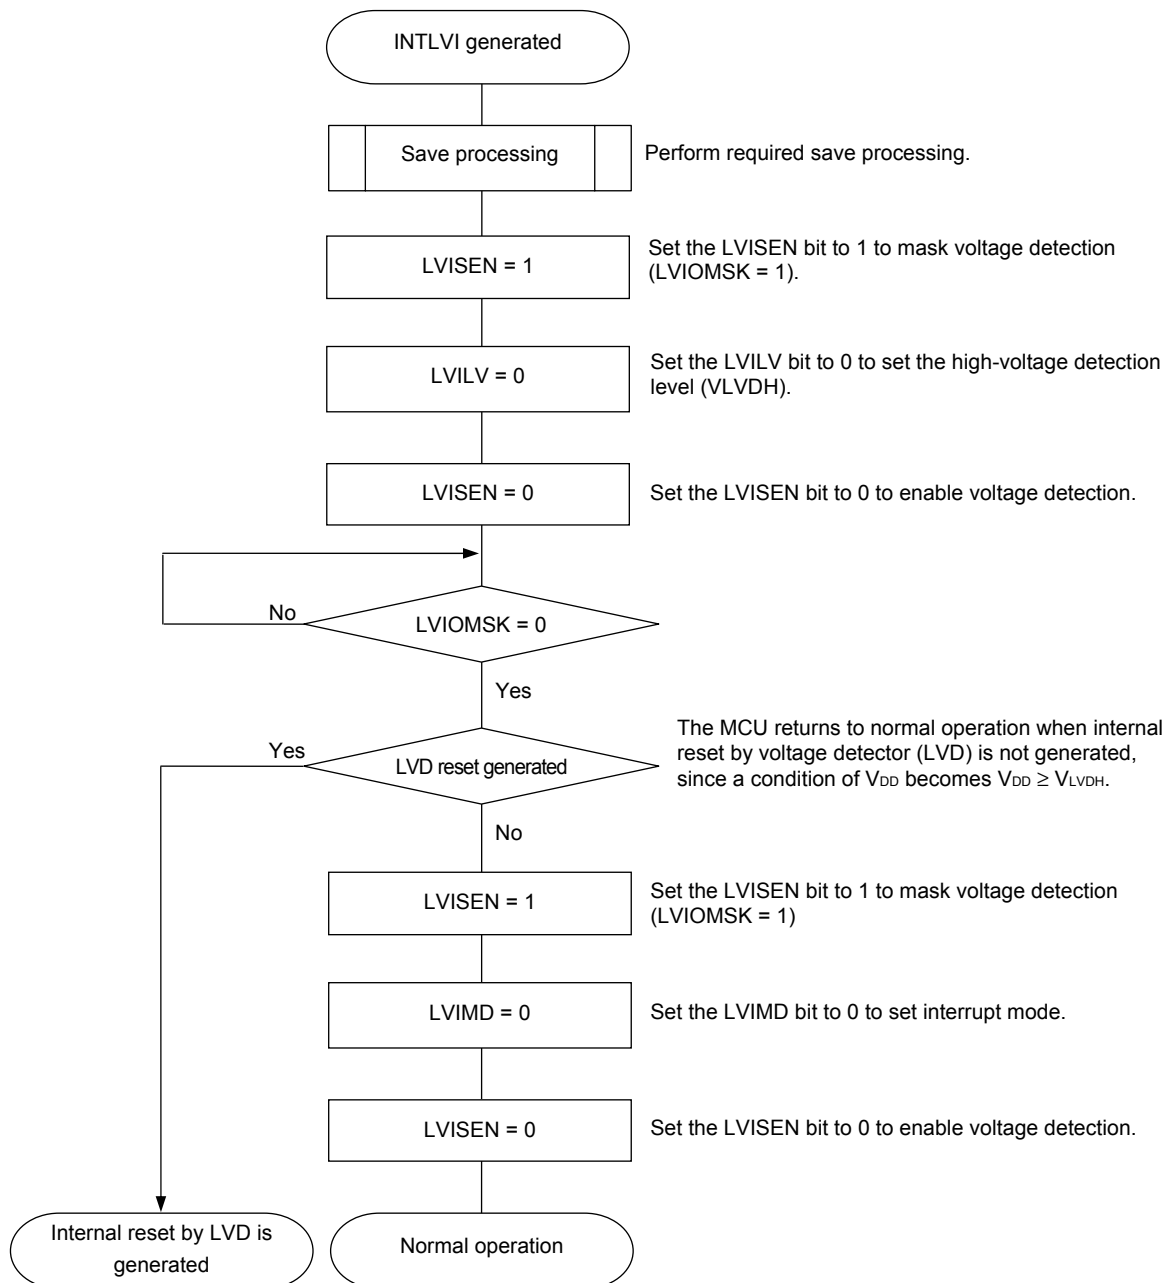 INTLVI generated
Save processing
Perform required save processing.
LVISEN = 1
Set the LVISEN bit to 1 to mask voltage detection
(LVIOMSK = 1).
LVILV = 0
Set the LVILV bit to 0 to set the high-voltage detection
level (VLVDH).
LVISEN = 0
Set the LVISEN bit to 0 to enable voltage detection.
No
LVIOMSK = 0
Yes
The MCU returns to normal operation when internal
reset by voltage detector (LVD) is not generated,
since a condition of VDD becomes VDD ≥ VLVDH.
Yes
LVD reset generated
No
LVISEN = 1
Set the LVISEN bit to 1 to mask voltage detection
(LVIOMSK = 1)
LVIMD = 0
Set the LVIMD bit to 0 to set interrupt mode.
LVISEN = 0
Set the LVISEN bit to 0 to enable voltage detection.
Internal reset by LVD is
generated
Normal operation